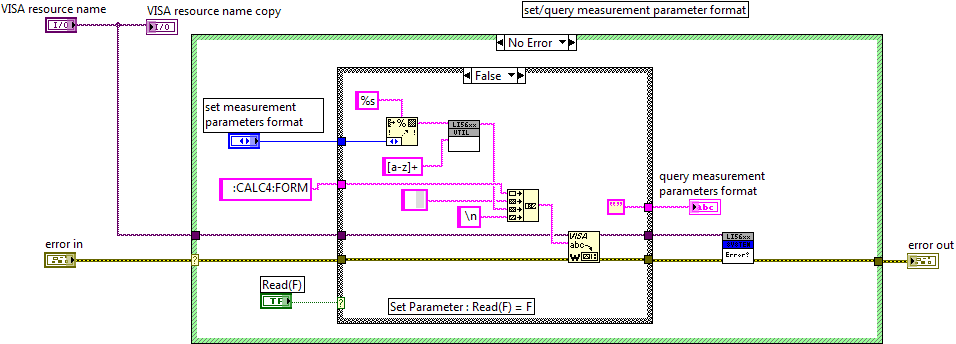 VISA resource name
VISA resource name copy
set/query measurement parameter format
I/O
I/O
No Error
False
%s
set measurement
parameters format
LI56xx
UTIL
[a-z]+
:CALC4:FORM
\n
query measurement
parameters format
""
abc
VISA
abc
W
LI56xx
Error?
error in
error out
?
Read(F)
TF
?
Set Parameter : Read(F) = F